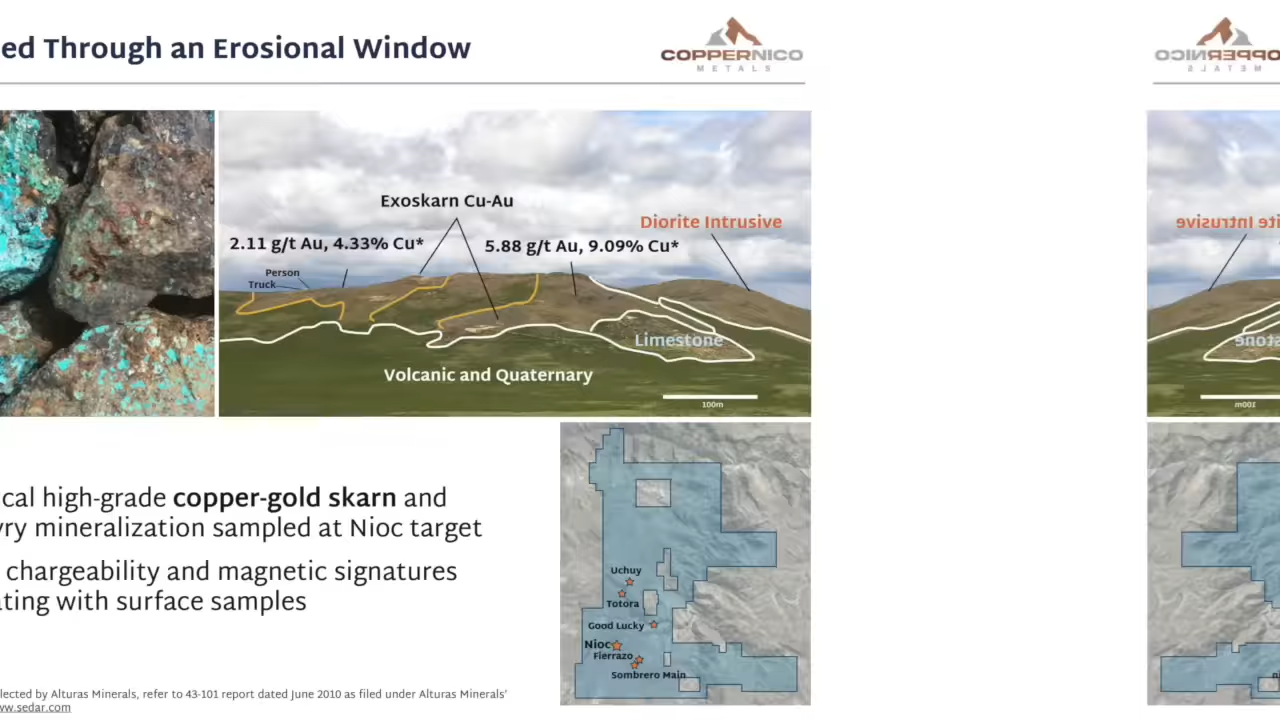 ed Through an Erosional Window
COPPERNICO
METALS
Exoskarn Cu-Au
Diorite Intrusive
2.11 g/t Au, 4.33% Cu*
5.88 g/t Au, 9.09% Cu*
Person
Truck
Limestone
Volcanic and Quaternary
100m
cal high-grade copper-gold skarn and
ry mineralization sampled at Nioc target
chargeability and magnetic signatures
ting with surface samples
Uchuy
Totora
Good Lucky
Nioc
Fierrazo
Sombrero Main
lected by Alturas Minerals, refer to 43-101 report dated June 2010 as filed under Alturas Minerals'
ww.sedar.com